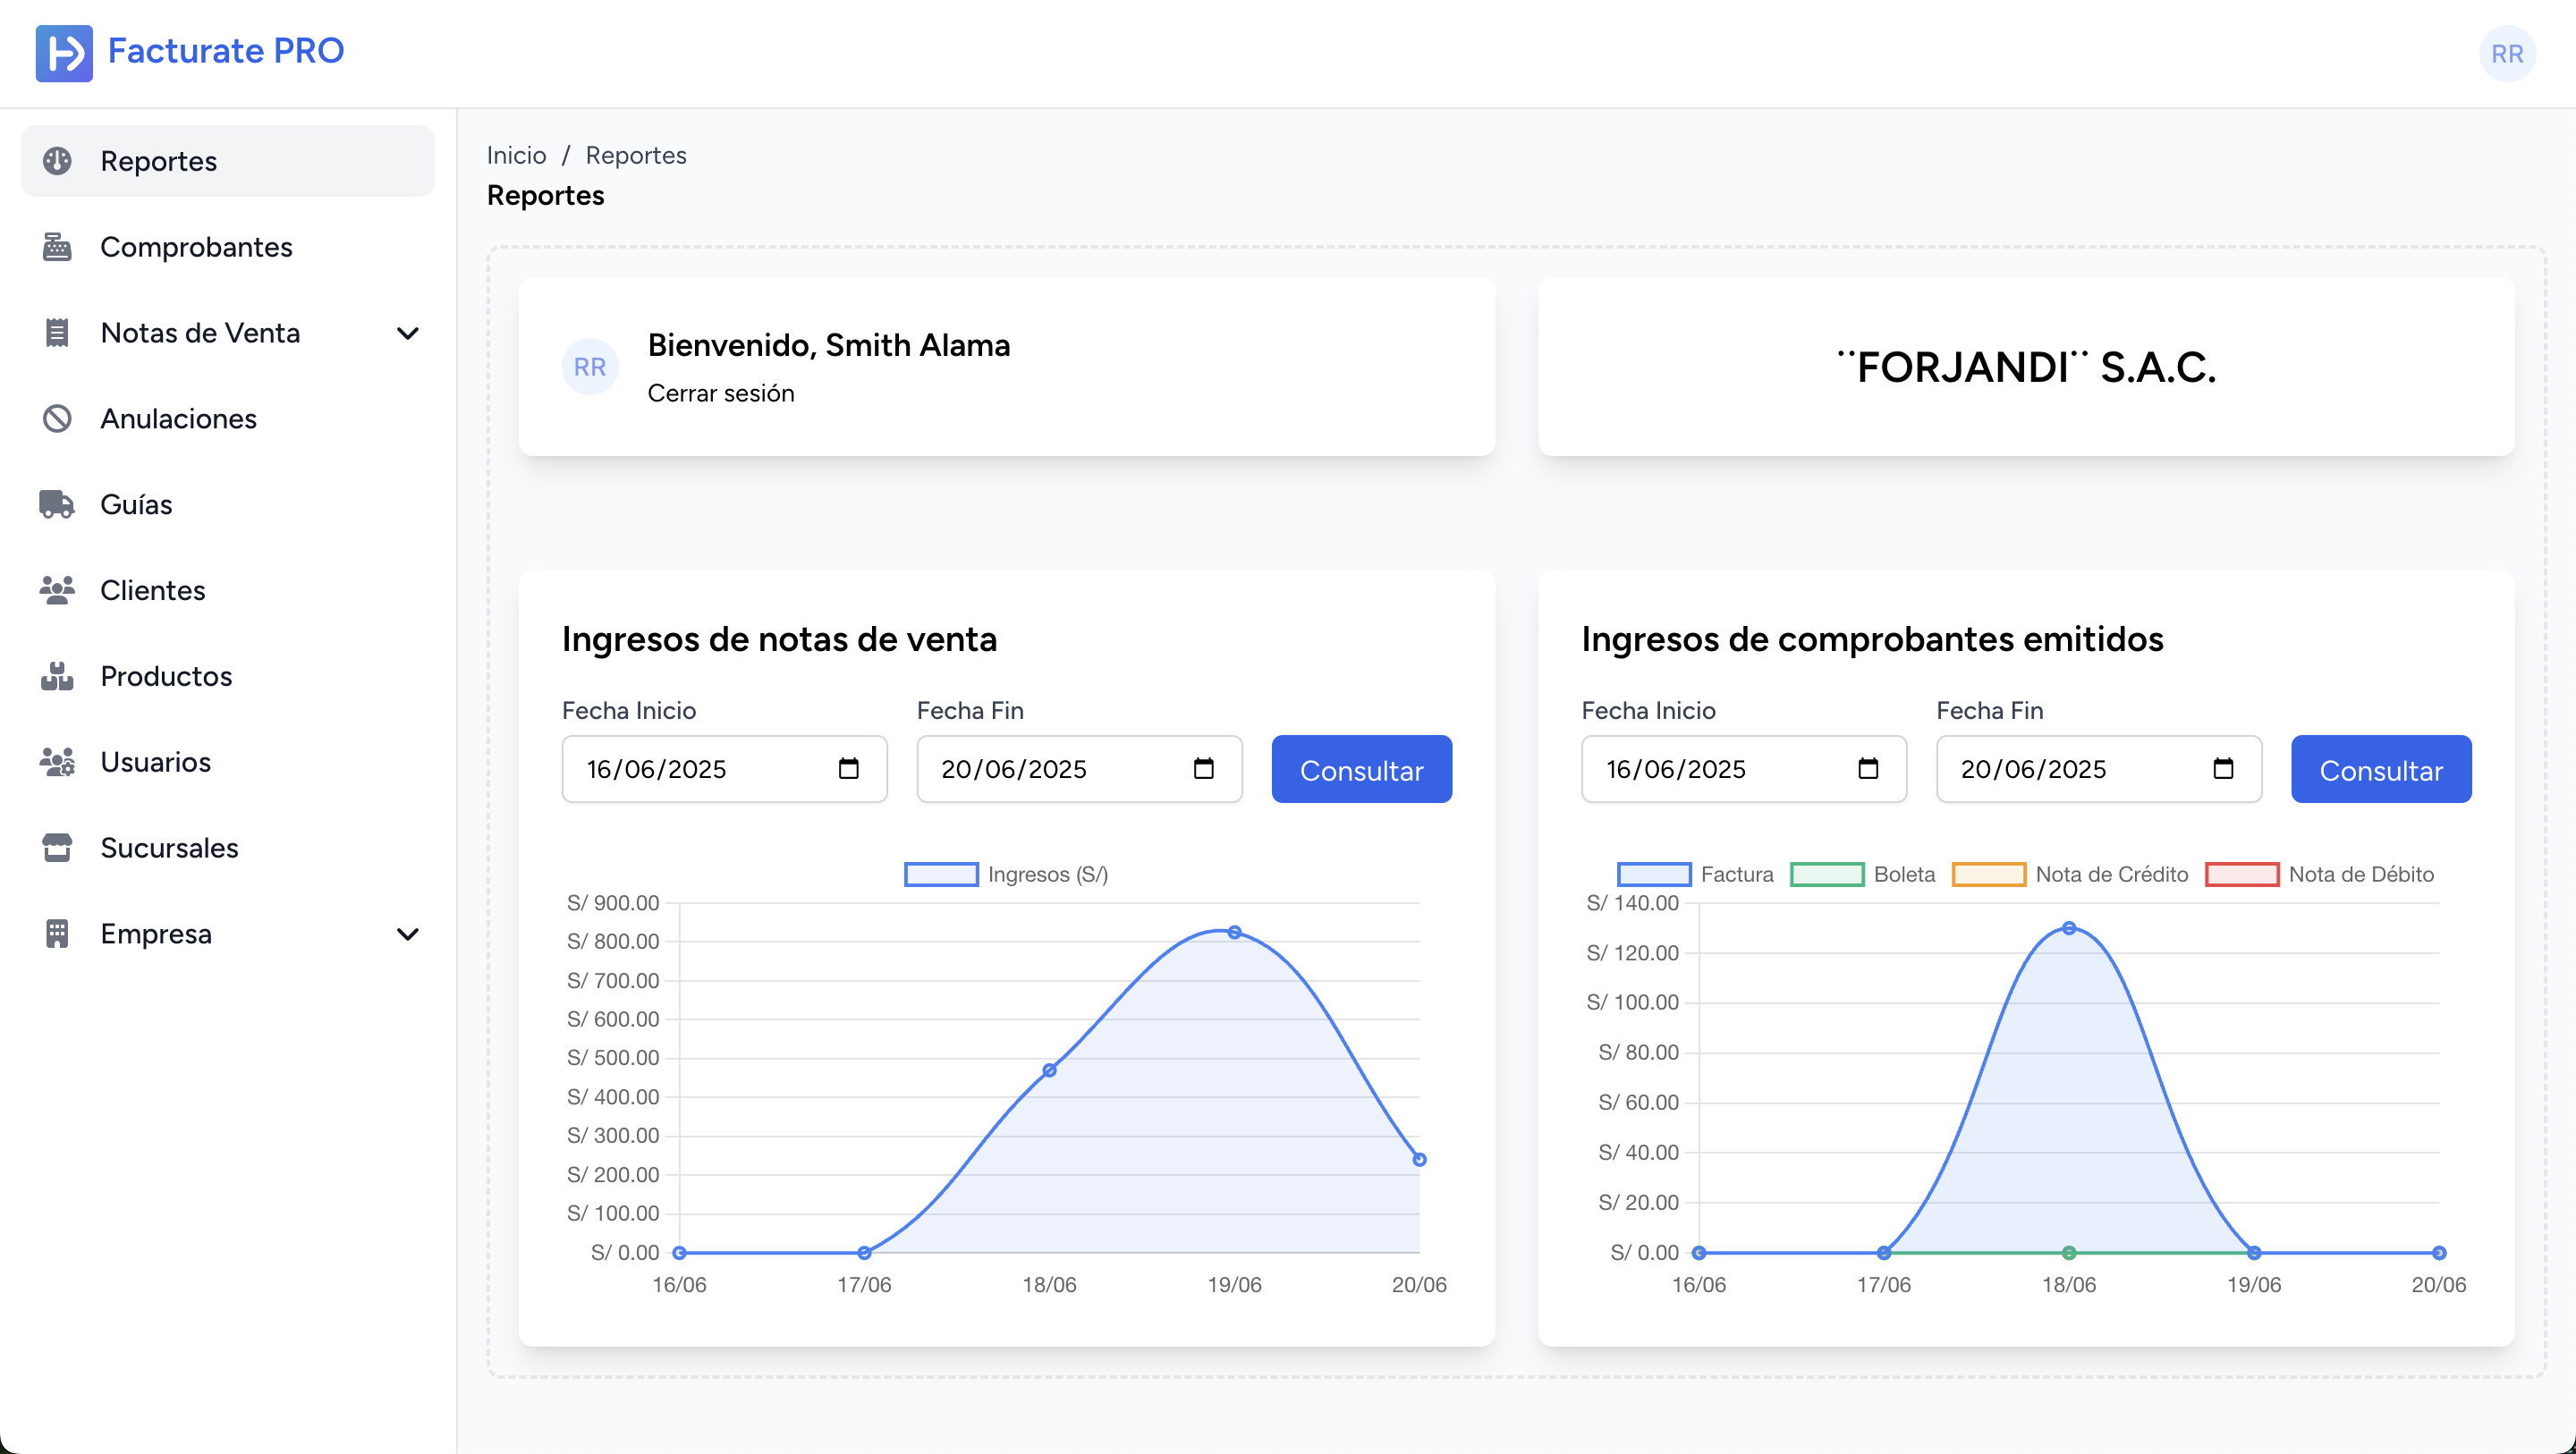 Facturate PRO
RR
Reportes
Comprobantes
Notas de Venta
Anulaciones
Guías
Clientes
Productos
Usuarios
Sucursales
Empresa
Inicio / Reportes
Reportes
RR
Bienvenido, Smith Alama
Cerrar sesión
¨FORJANDI¨ S.A.C.
Ingresos de notas de venta
Fecha Inicio
Fecha Fin
16/06/2025
20/06/2025
Consultar
Ingresos (S/)
S/ 900.00
S/ 800.00
S/ 700.00
S/ 600.00
S/ 500.00
S/ 400.00
S/ 300.00
S/ 200.00
S/ 100.00
S/ 0.00
16/06 17/06 18/06 19/06 20/06
Ingresos de comprobantes emitidos
Fecha Inicio
Fecha Fin
16/06/2025
20/06/2025
Consultar
Factura Boleta Nota de Crédito Nota de Débito
S/ 140.00
S/ 120.00
S/ 100.00
S/ 80.00
S/ 60.00
S/ 40.00
S/ 20.00
S/ 0.00
16/06 17/06 18/06 19/06 20/06